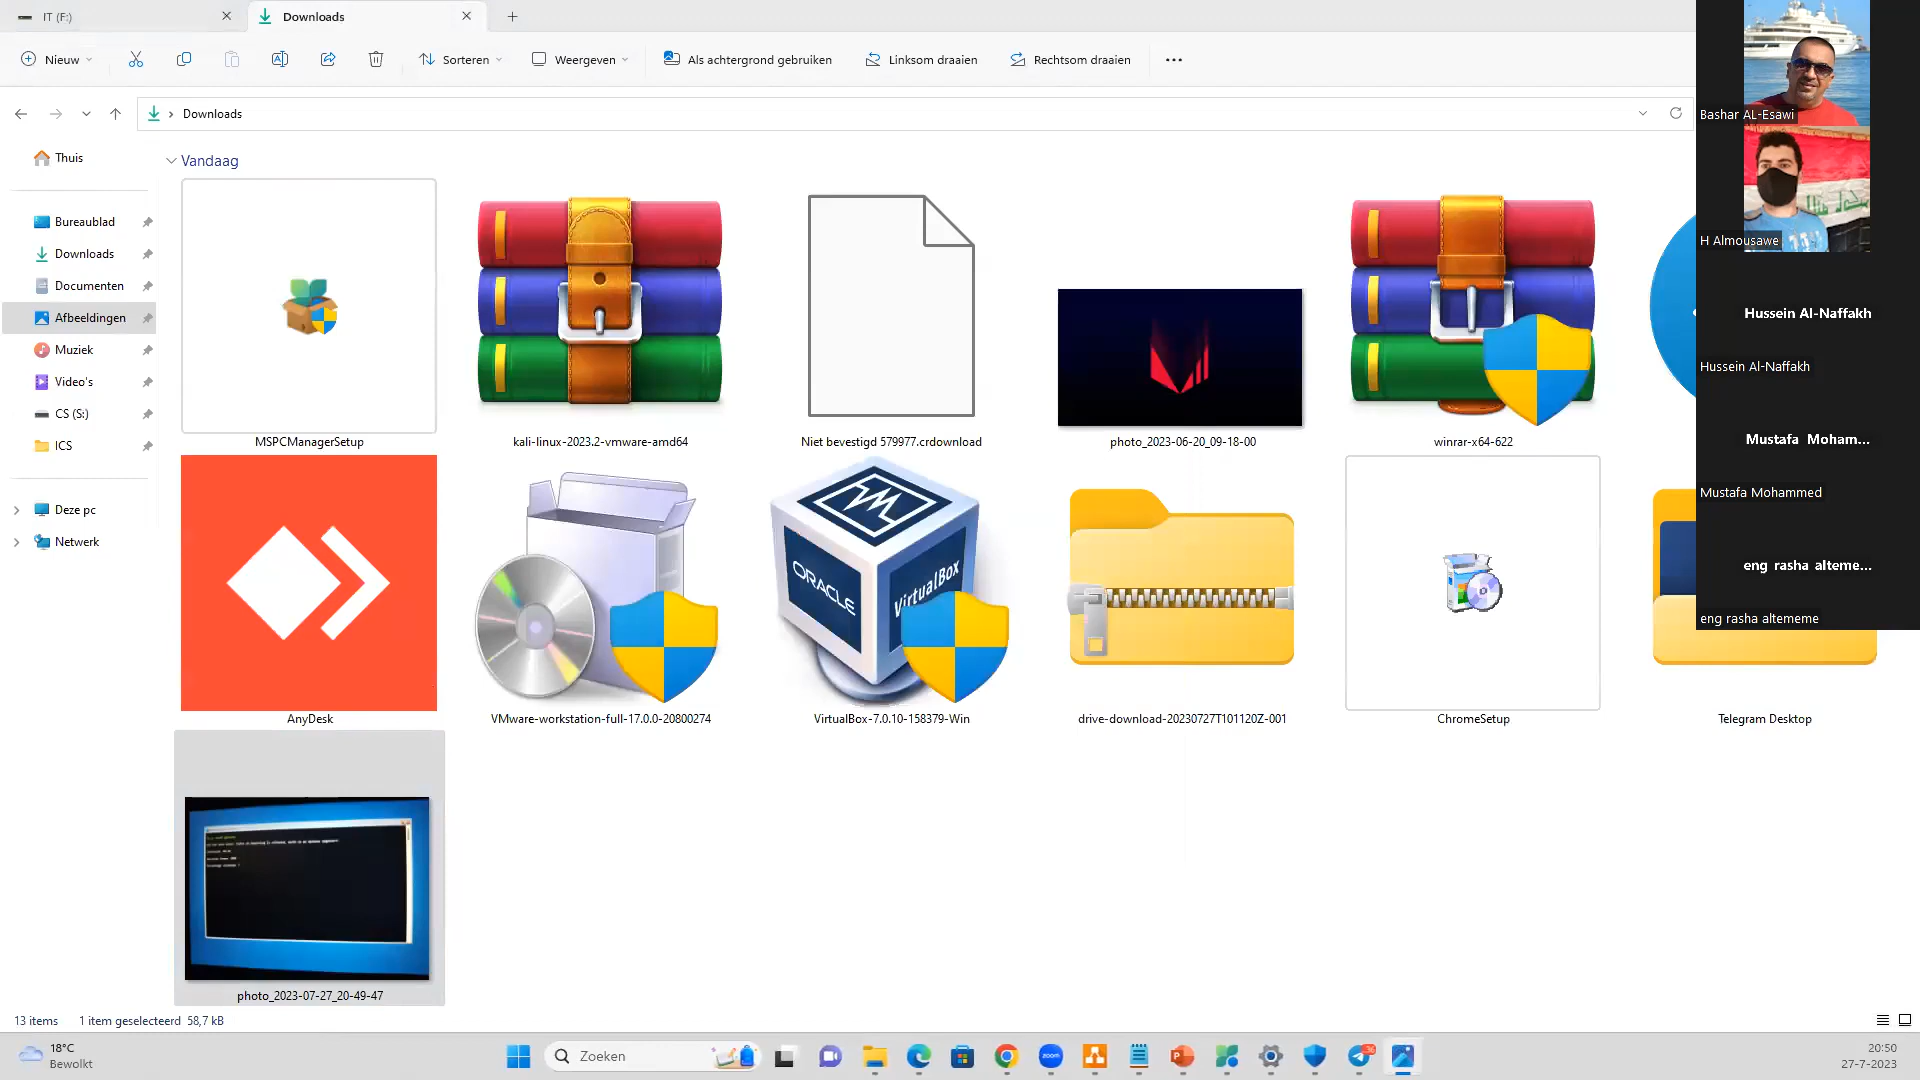 IT (F:)
Downloads
Nieuw
Sorteren
Weergeven
Als achtergrond gebruiken
Linksom draaien
Rechtsom draaien
Downloads
Thuis
Bureaublad
Downloads
Documenten
Afbeeldingen
Muziek
Video's
CS (S:)
ICS
Deze pc
Netwerk
Vandaag
MSPCManagerSetup
kali-linux-2023.2-vmware-amd64
Niet bevestigd 579977.crdownload
photo_2023-06-20_09-18-00
winrar-x64-622
ORACLE
VirtualBox
AnyDesk
VMware-workstation-full-17.0.0-20800274
VirtualBox-7.0.10-158379-Win
drive-download-20230727T101120Z-001
ChromeSetup
Telegram Desktop
photo_2023-07-27_20-49-47
Bashar AL-Esawi
H Almousawe
Hussein Al-Naffakh
Hussein Al-Naffakh
Mustafa Moham...
Mustafa Mohammed
eng rasha alteme...
eng rasha altememe
13 items
1 item geselecteerd 58,7 kB
18°C
Bewolkt
Zoeken
zoom
20:50
27-7-2023